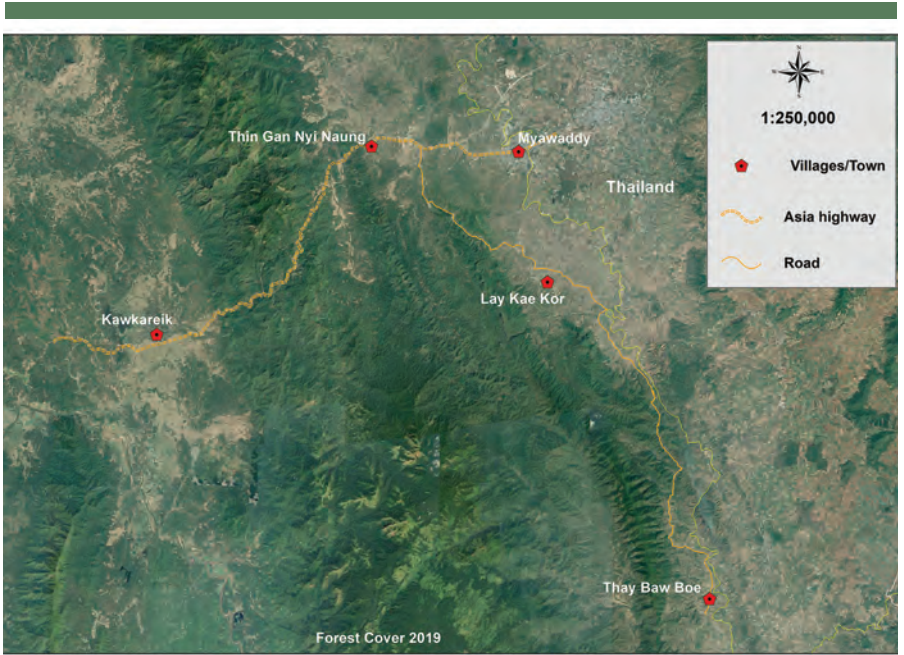 N
W
E
S
1:250,000
Villages/Town
Asia highway
Road
Thin Gan Nyi Naung
Myawaddy
Thailand
Lay Kae Kor
Kawkareik
Thay Baw Boe
Forest Cover 2019